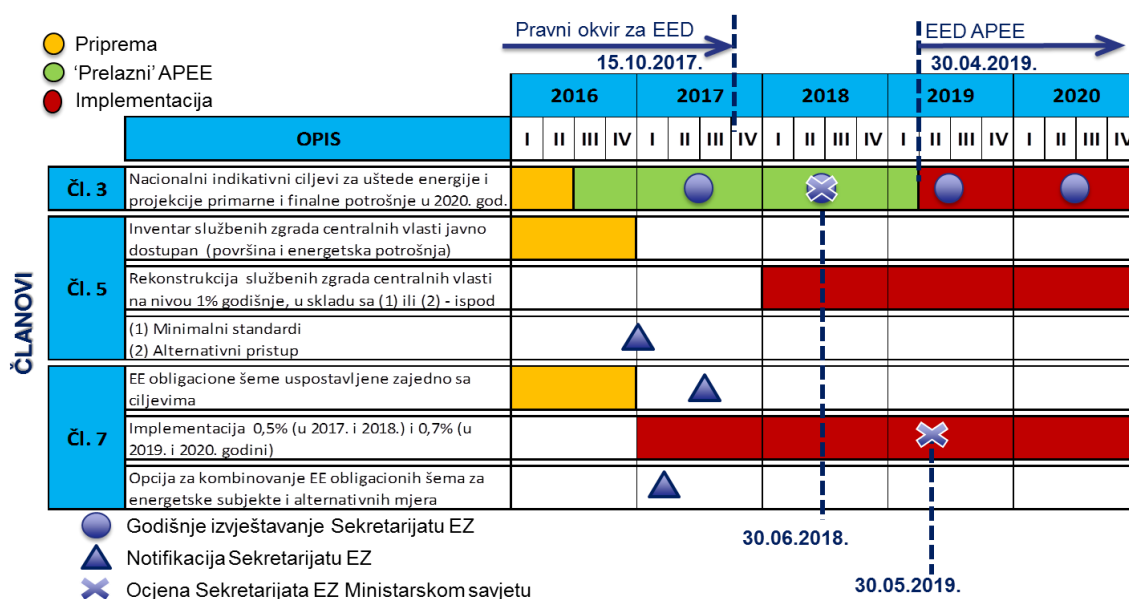 Pravni okvir za EED
EED APEE
15.10.2017.
30.04.2019.
Priprema
'Prelazni' APEE
Implementacija
2016 2017 2018 2019 2020
OPIS I II III IV I II III IV I II III IV I II III IV I II III IV
ČLANOVI
Čl. 3
Nacionalni indikativni ciljevi za uštede energije i
projekcije primarne i finalne potrošnje u 2020. god.
Čl. 5
Inventar službenih zgrada centralnih vlasti javno
dostupan (površina i energetska potrošnja)
Rekonstrukcija službenih zgrada centralnih vlasti
na nivou 1% godišnje, u skladu sa (1) ili (2) - ispod
(1) Minimalni standardi
(2) Alternativni pristup
Čl. 7
EE obligacione šeme uspostavljene zajedno sa
ciljevima
Implementacija 0,5% (u 2017. i 2018.) i 0,7% (u
2019. i 2020. godini)
Opcija za kombinovanje EE obligacionih šema za
energetske subjekte i alternativnih mjera
Godišnje izvještavanje Sekretarijatu EZ
Notifikacija Sekretarijatu EZ
Ocjena Sekretarijata EZ Ministarskom savjetu
30.06.2018.
30.05.2019.